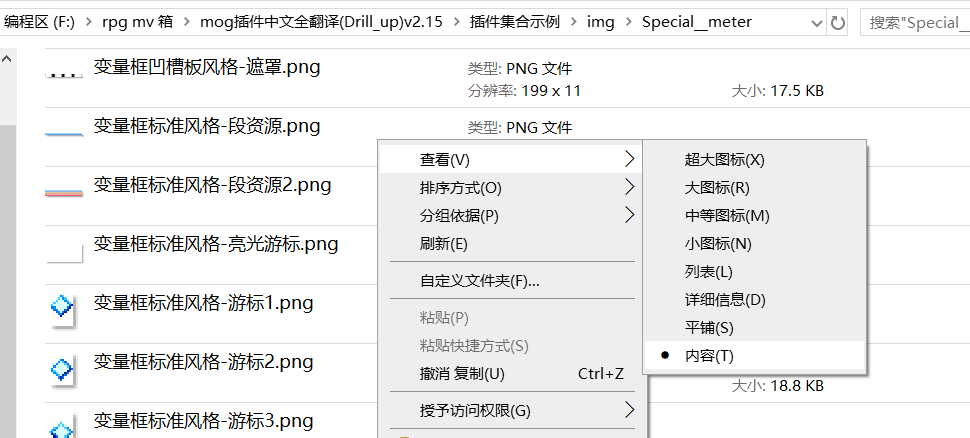 编程区 (F:) › rpg mv 箱 › mog插件中文全翻译(Drill_up)v2.15 › 插件集合示例 › img › Special__meter
搜索"Special_
变量框凹槽板风格-遮罩.png
类型: PNG 文件
分辨率: 199 x 11
大小: 17.5 KB
变量框标准风格-段资源.png
类型: PNG 文件
变量框标准风格-段资源2.png
变量框标准风格-亮光游标.png
变量框标准风格-游标1.png
变量框标准风格-游标2.png
变量框标准风格-游标3.png
查看(V)
排序方式(O)
分组依据(P)
刷新(E)
自定义文件夹(F)...
粘贴(P)
粘贴快捷方式(S)
撤消 复制(U) Ctrl+Z
授予访问权限(G)
超大图标(X)
大图标(R)
中等图标(M)
小图标(N)
列表(L)
详细信息(D)
平铺(S)
内容(T)
大小: 18.8 KB